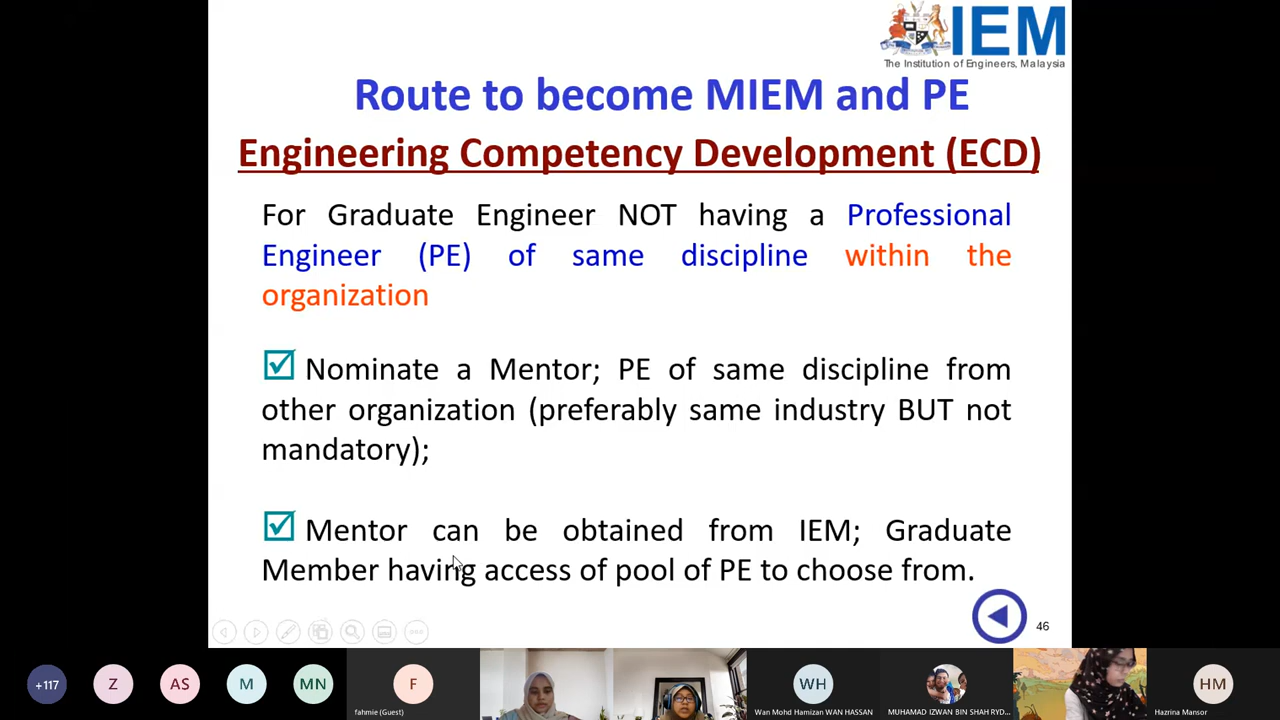 IEM
The Institution of Engineers, Malaysia
Route to become MIEM and PE
Engineering Competency Development (ECD)
For Graduate Engineer NOT having a Professional
Engineer (PE) of same discipline within the
organization
Nominate a Mentor; PE of same discipline from
other organization (preferably same industry BUT not
mandatory);
Mentor can be obtained from IEM; Graduate
Member having access of pool of PE to choose from.
46
+117
Z
AS
M
MN
F
WH
HM
fahmie (Guest)
Wan Mohd Hamizan WAN HASSAN
MUHAMAD IZWAN BIN SHAH RYD...
Hazrina Mansor